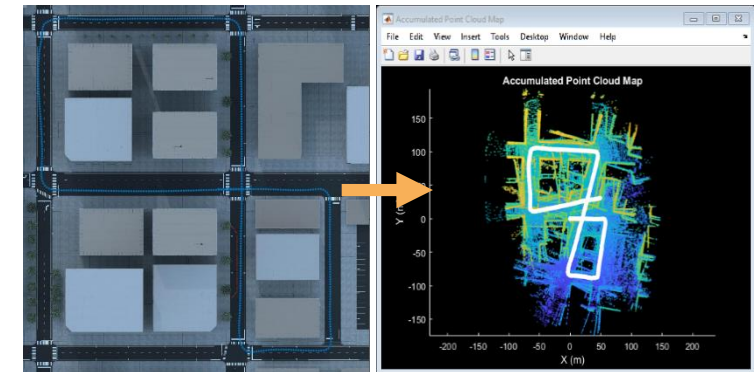 Accumulated Point Cloud Map
File Edit View Insert Tools Desktop Window Help
Accumulated Point Cloud Map
150
100
50
0
-50
-100
-150
Y (m)
-200 -150 -100 -50 0 50 100 150 200
X (m)